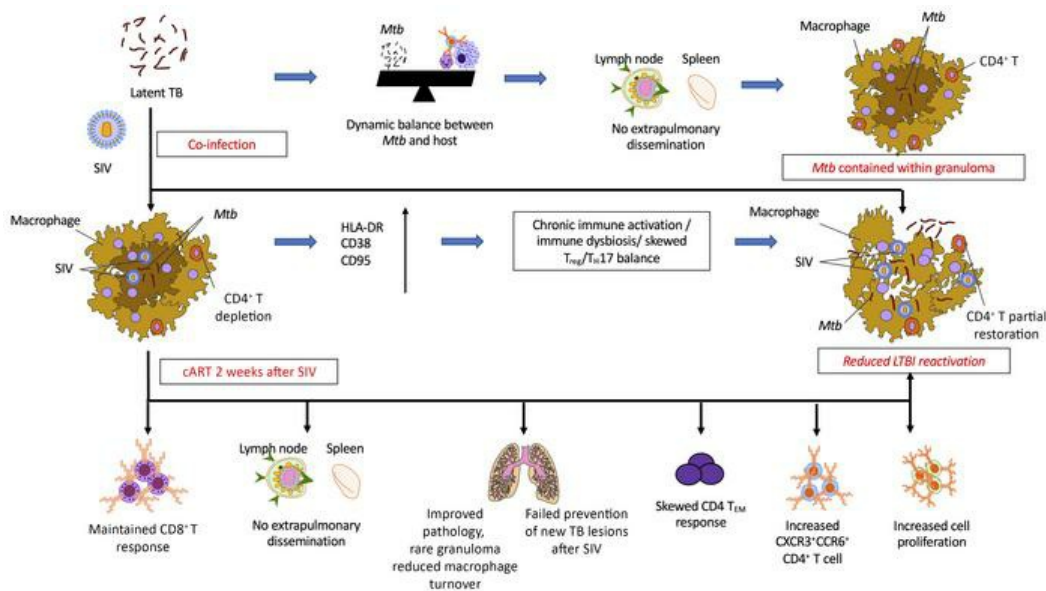 Latent TB
Mtb
Dynamic balance between
Mtb and host
Lymph node
Spleen
No extrapulmonary
dissemination
Macrophage
Mtb
CD4⁺ T
Mtb contained within granuloma
SIV
Co-infection
Macrophage
Mtb
SIV
CD4⁺ T
depletion
HLA-DR
CD38
CD95
Chronic immune activation /
immune dysbiosis/ skewed
Treg/TH17 balance
Macrophage
SIV
Mtb
CD4⁺ T partial
restoration
Reduced LTBI reactivation
cART 2 weeks after SIV
Maintained CD8⁺ T
response
Lymph node
Spleen
No extrapulmonary
dissemination
Improved
pathology,
rare granuloma
reduced macrophage
turnover
Failed prevention
of new TB lesions
after SIV
Skewed CD4 TEM
response
Increased
CXCR3⁺CCR6⁺
CD4⁺ T cell
Increased cell
proliferation